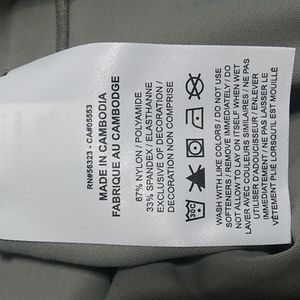 MADE IN CAMBODIA
FABRIQUÉ AU CAMBODGE
RN#56323 - CA#05553
67% NYLON / POLYAMIDE
33% SPANDEX / ELASTHANNE
EXCLUSIVE OF DECORATION /
DECORATION NON COMPRISE
30C
WASH WITH LIKE COLORS / DO NOT USE
SOFTENERS / REMOVE IMMEDIATELY / DO
NOT ALLOW TO LAY ON ITSELF WHEN WET
LAVER AVEC COULEURS SIMILAIRES / NE PAS
UTILISER D'ADOUCISSEUR / ENLEVER
IMMÉDIATEMENT / NE PAS LAISSER LE
VÊTEMENT PLIÉ LORSQU'IL EST MOUILLÉ